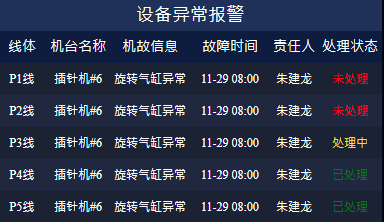 设备异常报警
线体 机台名称 机故信息 故障时间 责任人 处理状态
P1线 插针机#6 旋转气缸异常 11-29 08:00 朱建龙 未处理
P2线 插针机#6 旋转气缸异常 11-29 08:00 朱建龙 未处理
P3线 插针机#6 旋转气缸异常 11-29 08:00 朱建龙 处理中
P4线 插针机#6 旋转气缸异常 11-29 08:00 朱建龙 已处理
P5线 插针机#6 旋转气缸异常 11-29 08:00 朱建龙 已处理